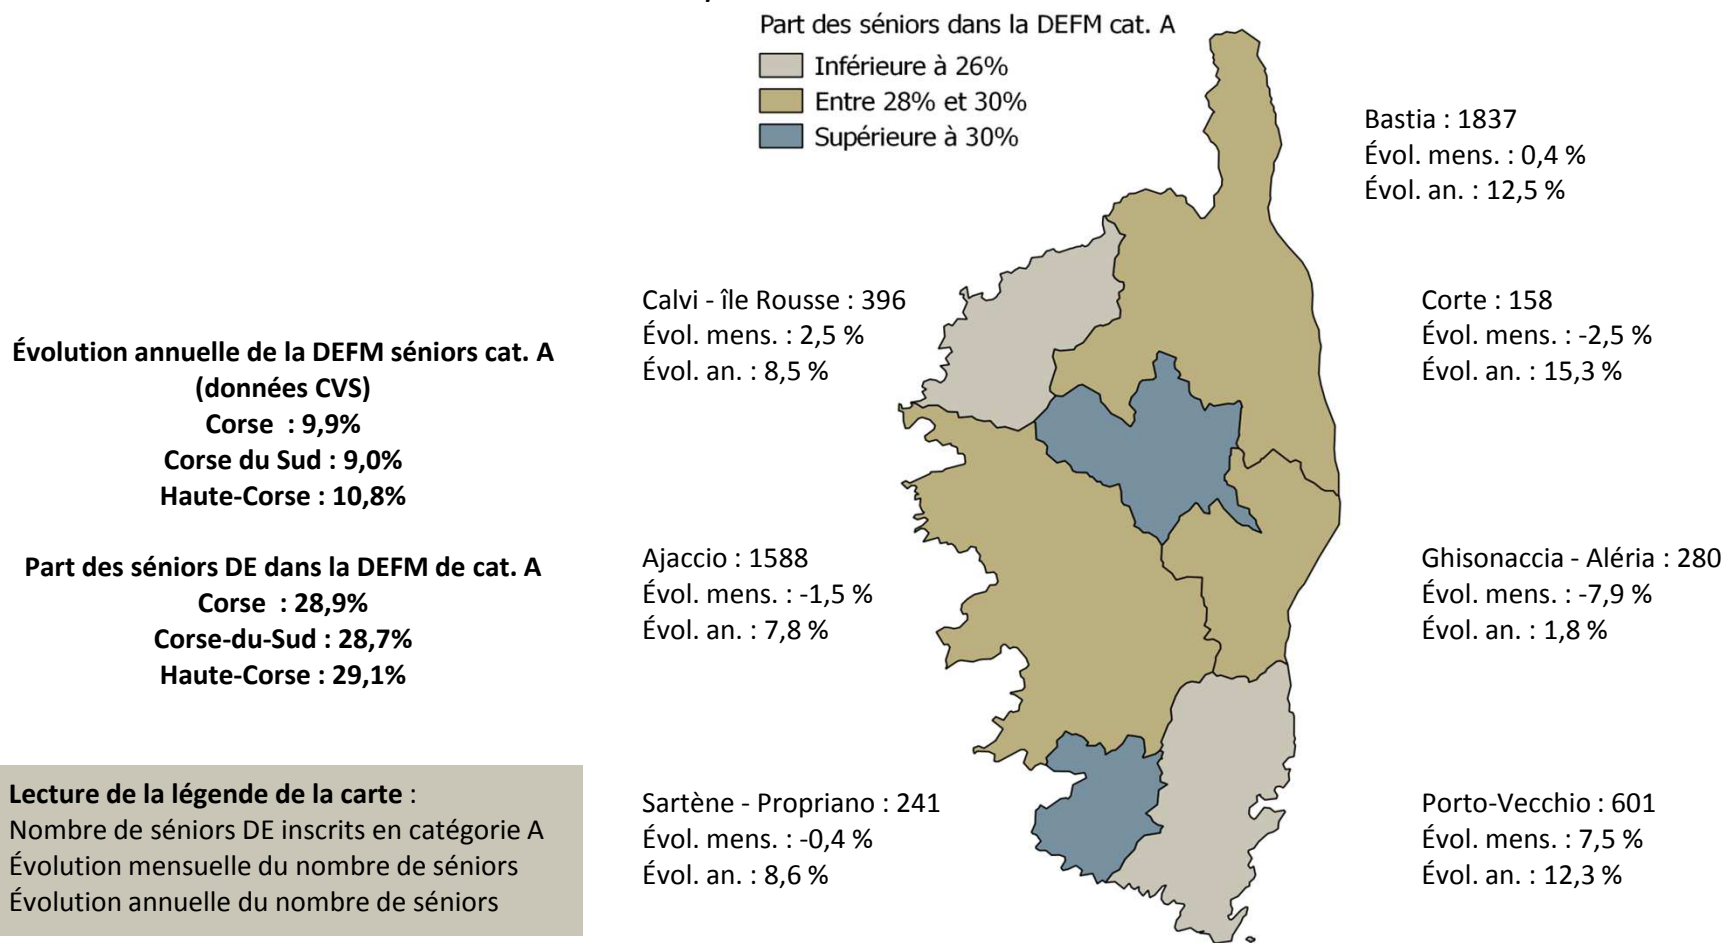 Part des séniors dans la DEFM cat. A
Inférieure à 26%
Entre 28% et 30%
Supérieure à 30%
Bastia : 1837
Évol. mens. : 0,4 %
Évol. an. : 12,5 %
Calvi - île Rousse : 396
Évol. mens. : 2,5 %
Évol. an. : 8,5 %
Corte : 158
Évol. mens. : -2,5 %
Évol. an. : 15,3 %
Évolution annuelle de la DEFM séniors cat. A
(données CVS)
Corse : 9,9%
Corse du Sud : 9,0%
Haute-Corse : 10,8%
Part des séniors DE dans la DEFM de cat. A
Corse : 28,9%
Corse-du-Sud : 28,7%
Haute-Corse : 29,1%
Ajaccio : 1588
Évol. mens. : -1,5 %
Évol. an. : 7,8 %
Ghisonaccia - Aléria : 280
Évol. mens. : -7,9 %
Évol. an. : 1,8 %
Lecture de la légende de la carte :
Nombre de séniors DE inscrits en catégorie A
Évolution mensuelle du nombre de séniors
Évolution annuelle du nombre de séniors
Sartène - Propriano : 241
Évol. mens. : -0,4 %
Évol. an. : 8,6 %
Porto-Vecchio : 601
Évol. mens. : 7,5 %
Évol. an. : 12,3 %